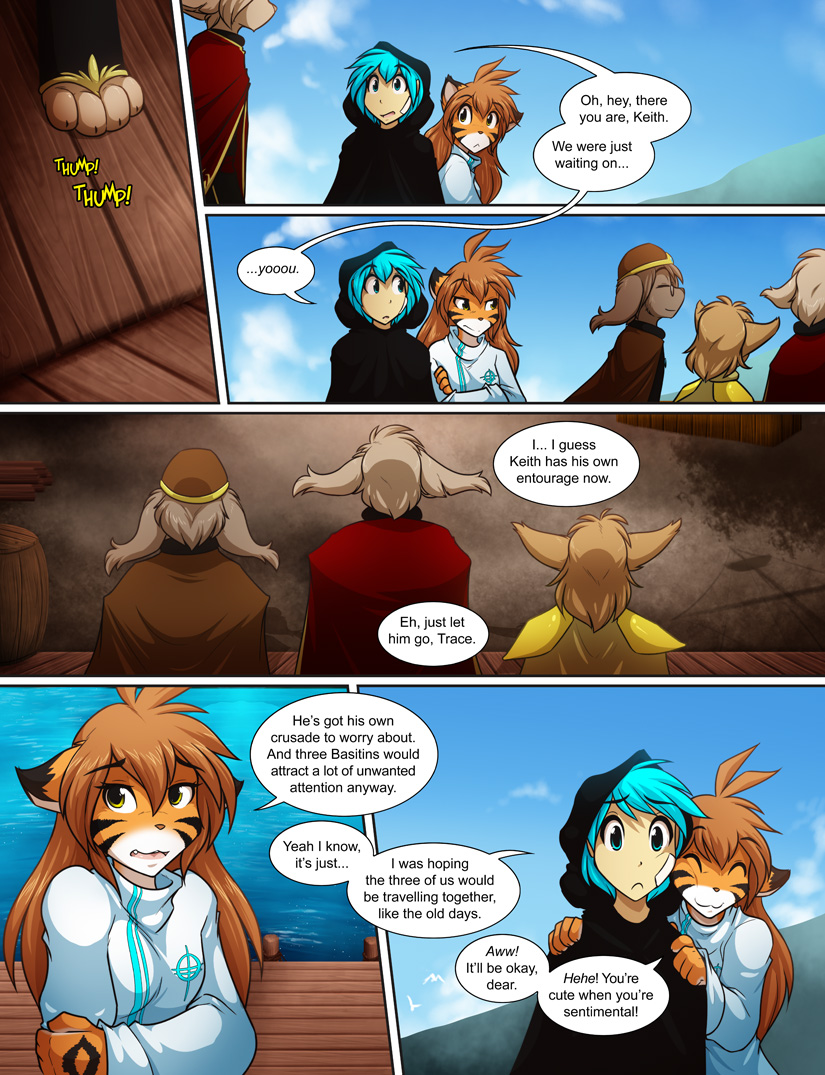 THUMP!
THUMP!
Oh, hey, there
you are, Keith.
We were just
waiting on...
...yooou.
I... I guess
Keith has his own
entourage now.
Eh, just let
him go, Trace.
He's got his own
crusade to worry about.
And three Basitins would
attract a lot of unwanted
attention anyway.
Yeah I know,
it's just...
I was hoping
the three of us would
be travelling together,
like the old days.
Aww!
It'll be okay,
dear.
Hehe! You're
cute when you're
sentimental!